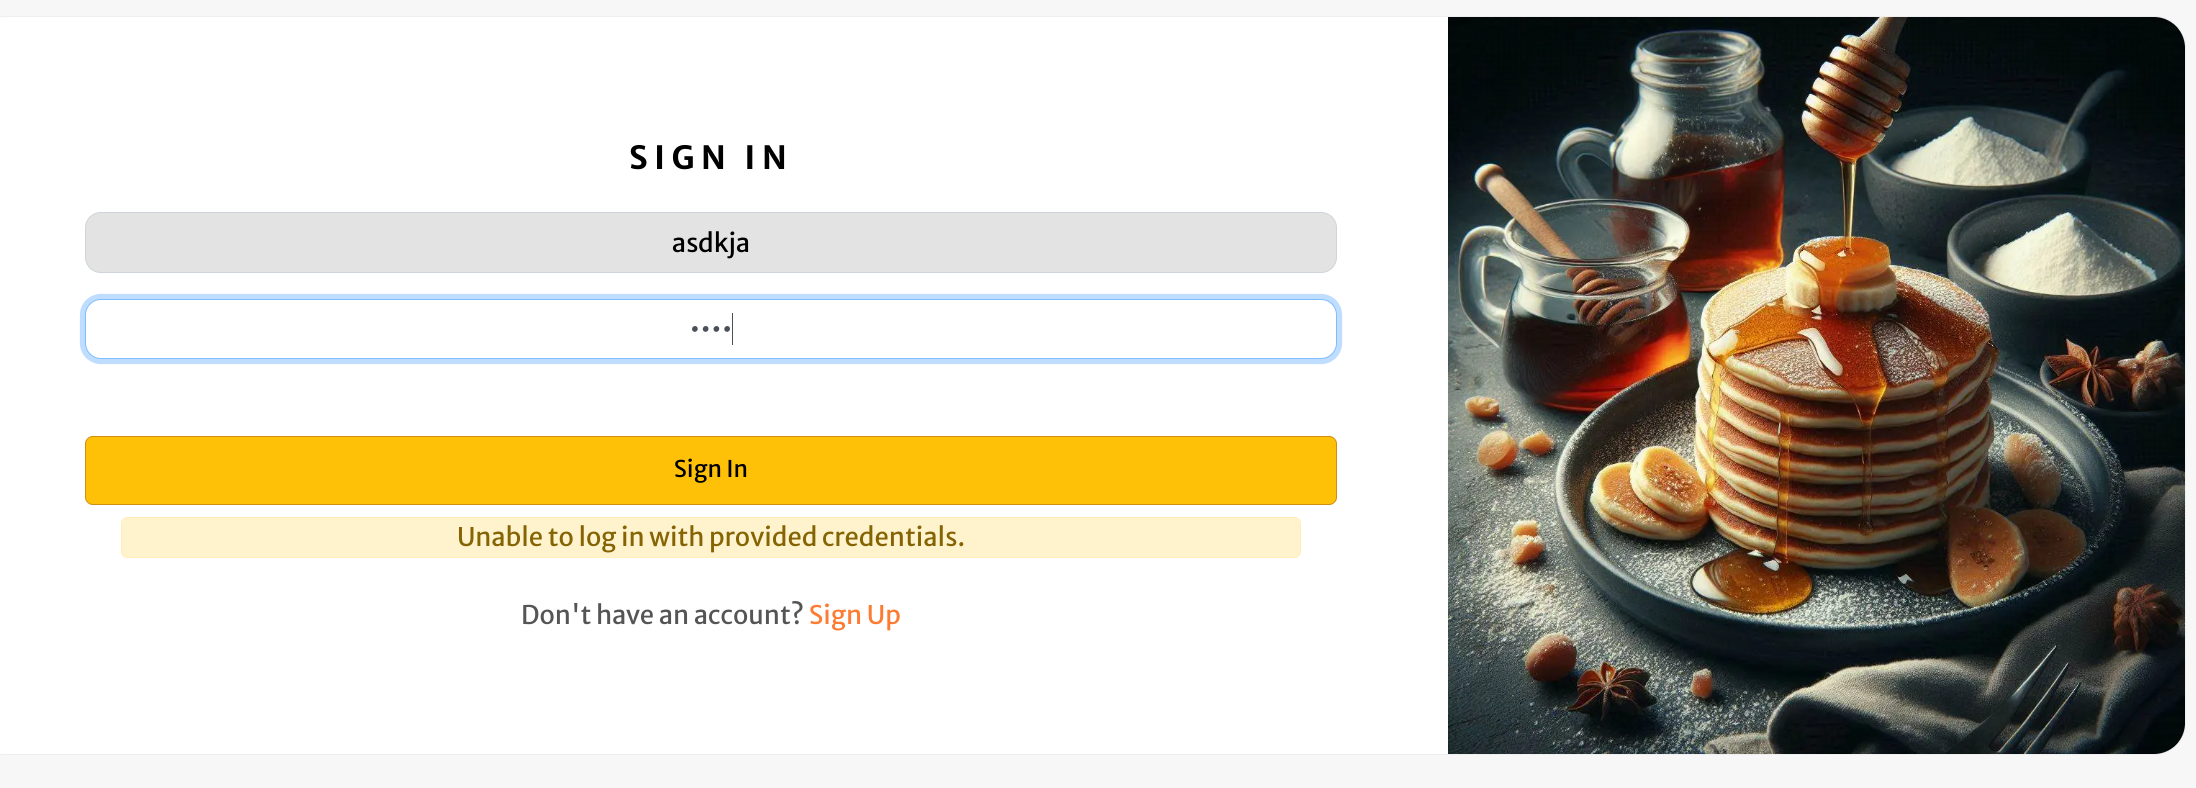 SIGN IN
asdkja
••••
Sign In
Unable to log in with provided credentials.
Don't have an account? Sign Up